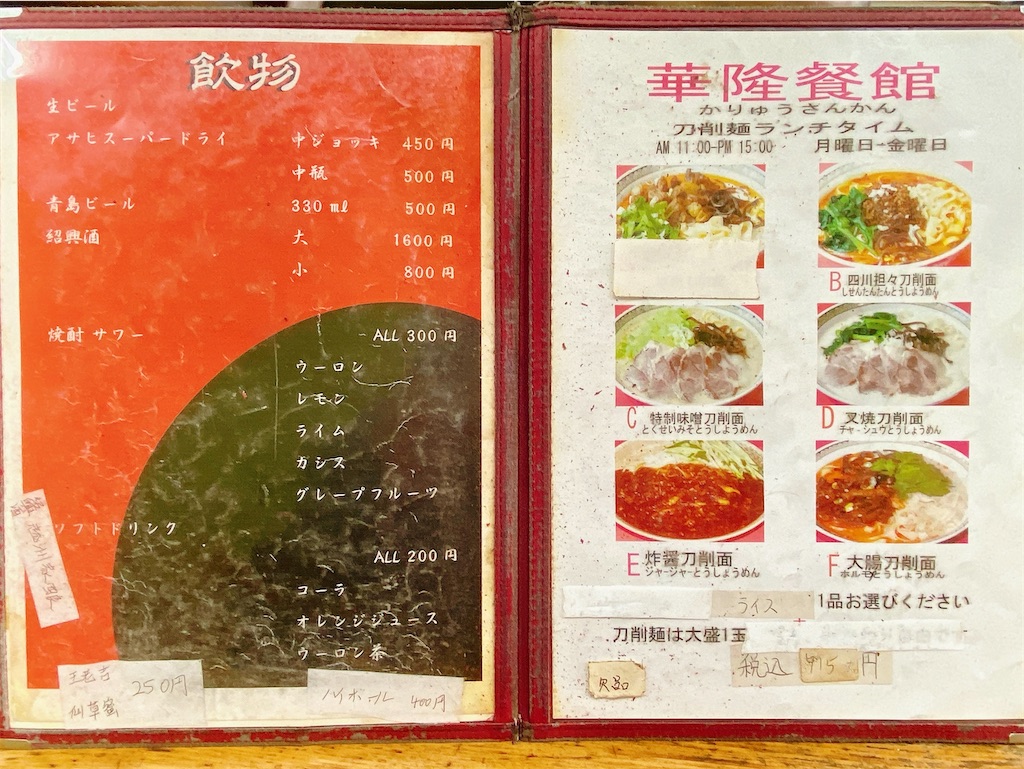 飲物
生ビール
アサヒスーパードライ 中ジョッキ 450円
中瓶 500円
青島ビール 330㎖ 500円
紹興酒 大 1600円
小 800円
焼酎 サワー ALL 300円
ウーロン
レモン
ライム
ガシス
グレープフルーツ
ソフトドリンク
ALL 200円
コーラ
オレンジジュース
ウーロン茶
王老吉 250円
仙草蜜
ハイボール 400円
華隆餐館
かりゅうさんかん
刀削麺ランチタイム
AM 11:00-PM 15:00 月曜日-金曜日
B 四川担々刀削面
しせんたんたんとうしょうめん
C 特制味噌刀削面
とくせいみそとうしょうめん
D 叉焼刀削面
チャーシュウとうしょうめん
E 炸醤刀削面
ジャージャーとうしょうめん
F 大腸刀削面
ホルモンとうしょうめん
ライス 1品お選びください
刀削麺は大盛1玉
税込 円
欠品